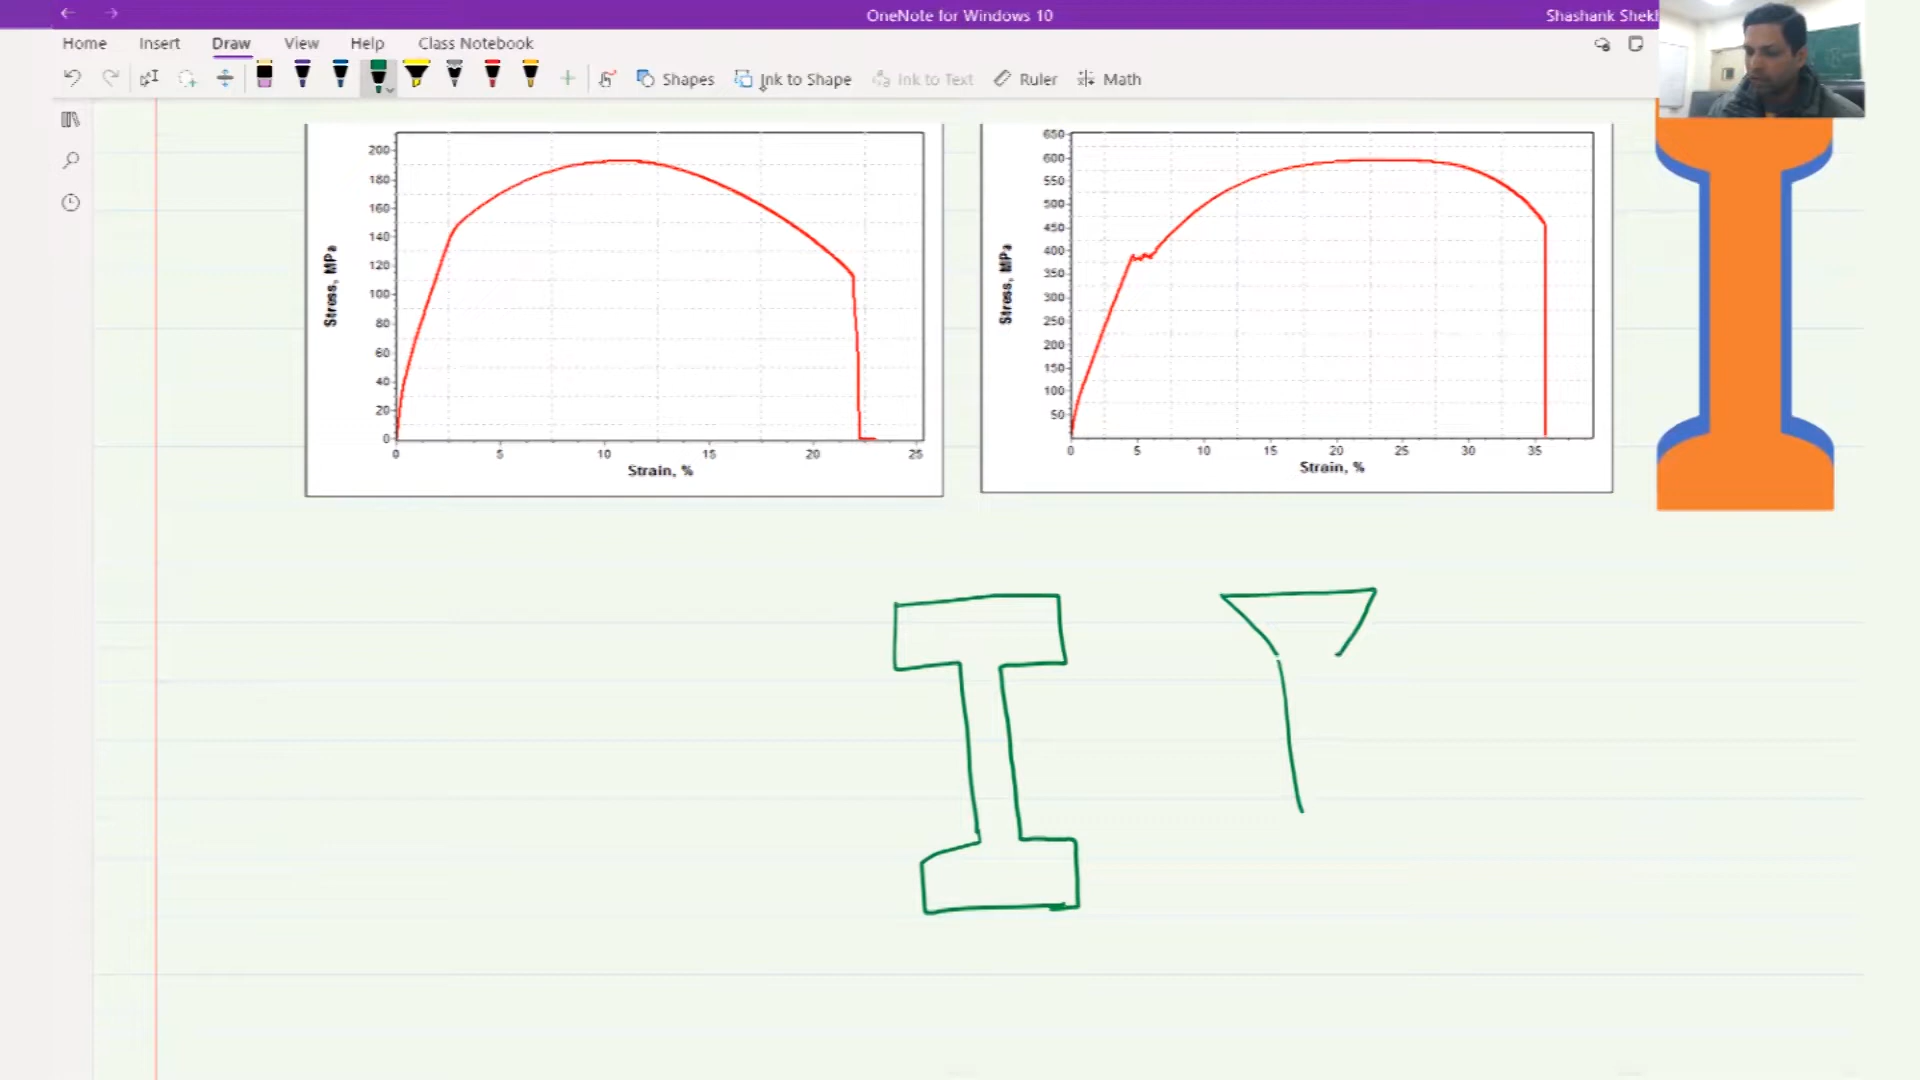 OneNote for Windows 10
Shashank Shekh
Home Insert Draw View Help Class Notebook
Shapes Ink to Shape Ink to Text Ruler Math
200
180
160
140
120
100
80
60
40
20
0
Stress, MPa
0 5 10 15 20 25
Strain, %
650
600
550
500
450
400
350
300
250
200
150
100
50
Stress, MPa
0 5 10 15 20 25 30 35
Strain, %